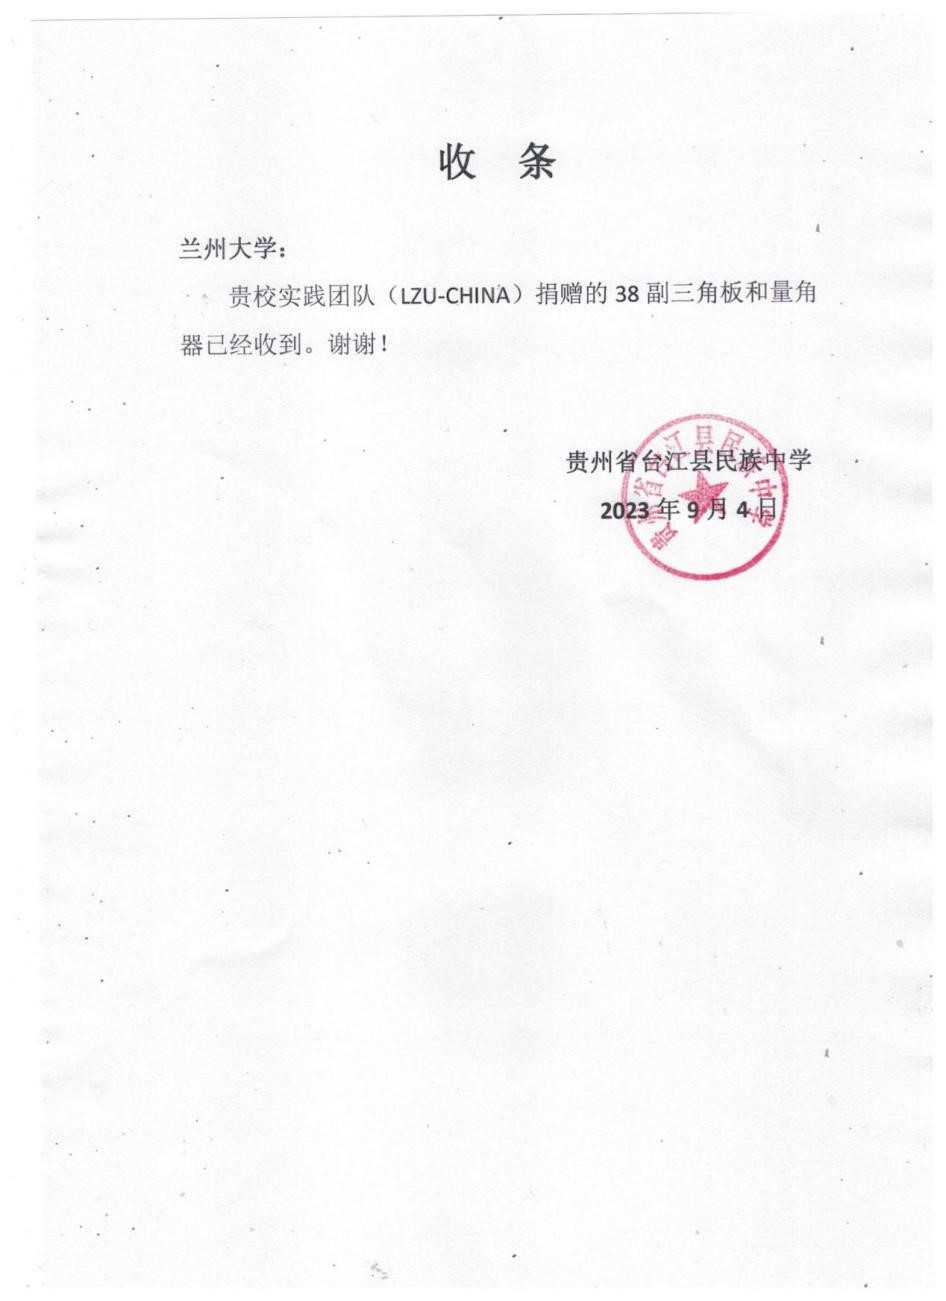 收 条
兰州大学：
贵校实践团队（LZU-CHINA）捐赠的 38 副三角板和量角
器已经收到。谢谢！
贵州省台江县民族中学
2023 年 9 月 4 日
贵州省台江县民族中学